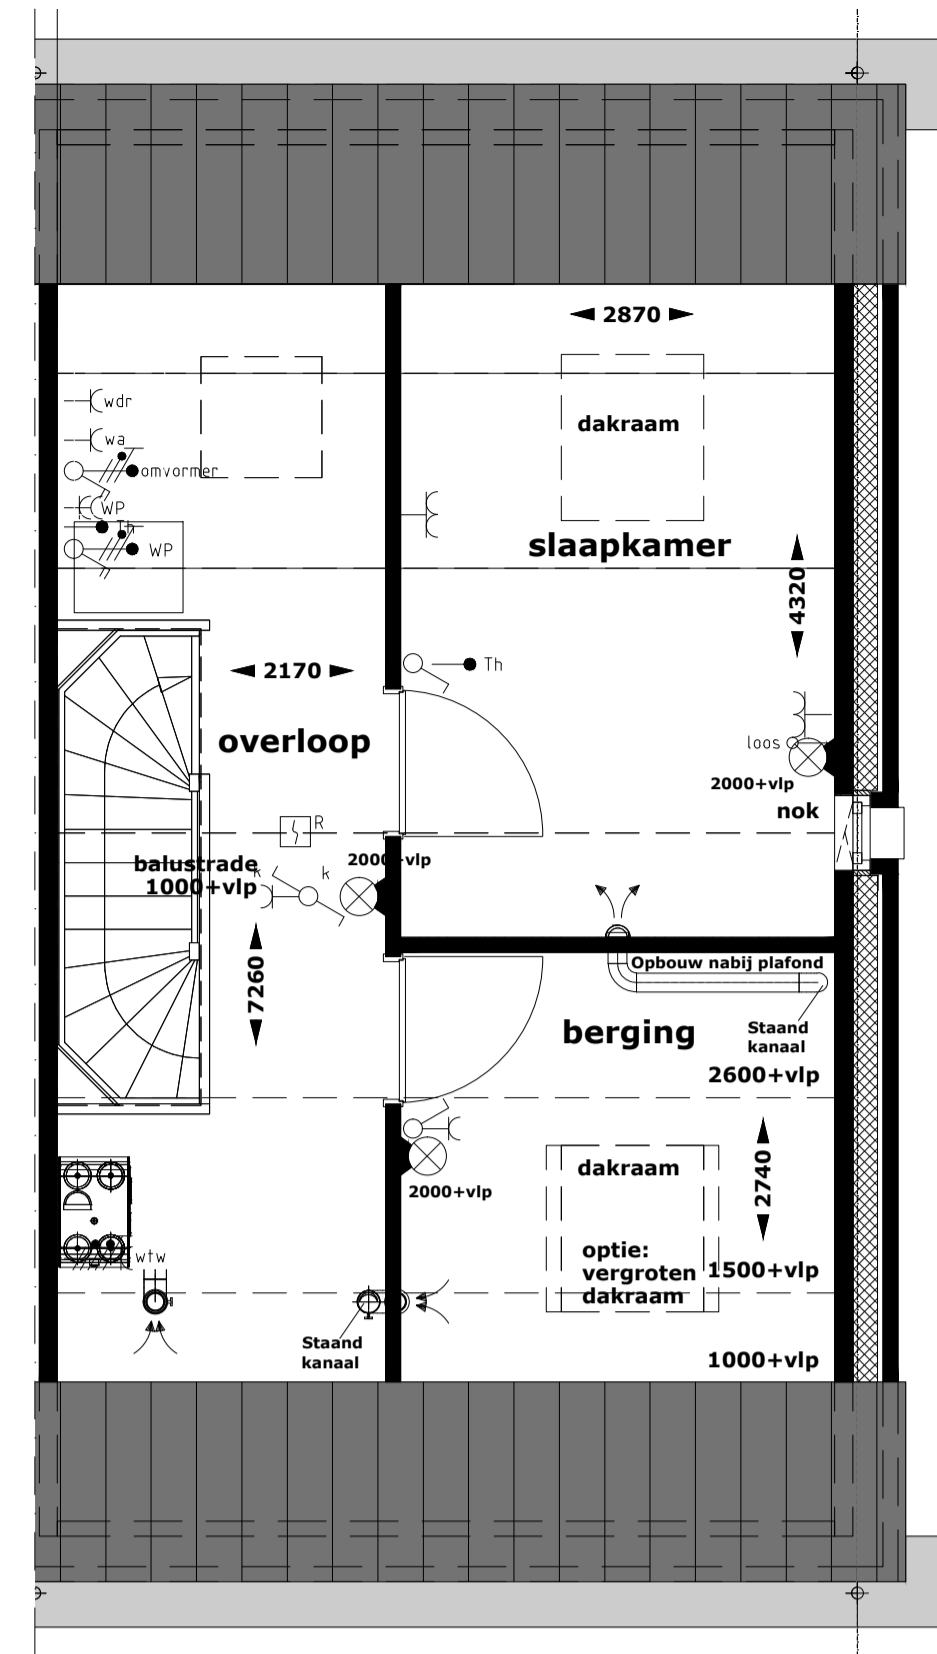 2870
wdr
dakraam
wa
omvormer
WP
Th
WP
slaapkamer
4320
2170
Th
overloop
loos
2000+vlp
nok
R
balustrade
1000+vlp
k
k
2000+vlp
7260
Opbouw nabij plafond
Staand
kanaal
berging
2600+vlp
dakraam
2740
2000+vlp
optie:
vergroten
dakraam
1500+vlp
wtw
Staand
kanaal
1000+vlp